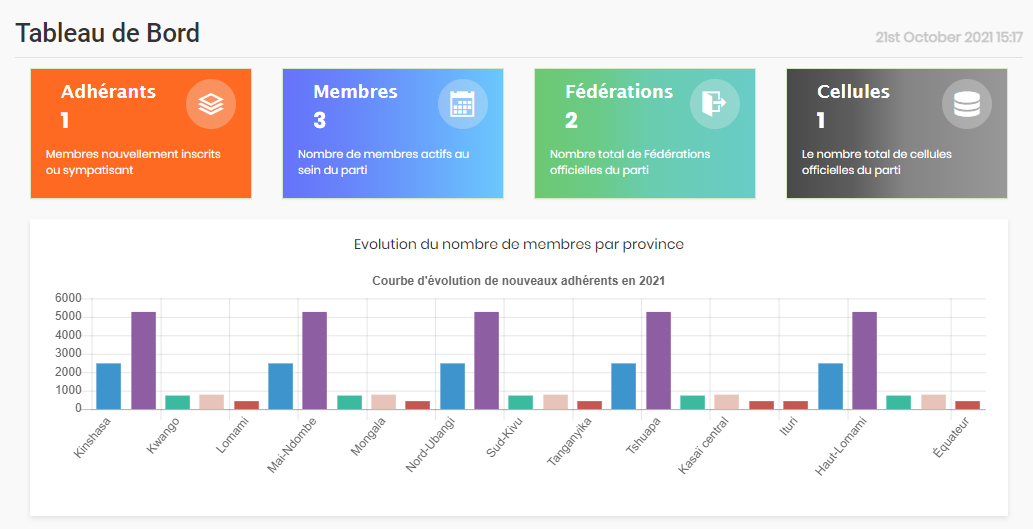 Tableau de Bord
21st October 2021 15:17
Adhérants
1
Membres nouvellement inscrits
ou sympatisant
Membres
3
Nombre de membres actifs au
sein du parti
Fédérations
2
Nombre total de Fédérations
officielles du parti
Cellules
1
Le nombre total de cellules
officielles du parti
Evolution du nombre de membres par province
Courbe d'évolution de nouveaux adhérents en 2021
6000
5000
4000
3000
2000
1000
0
Kinshasa
Kwango
Lomami
Mai-Ndombe
Mongala
Nord-Ubangi
Sud-Kivu
Tanganyika
Tshuapa
Kasaï central
Ituri
Haut-Lomami
Équateur